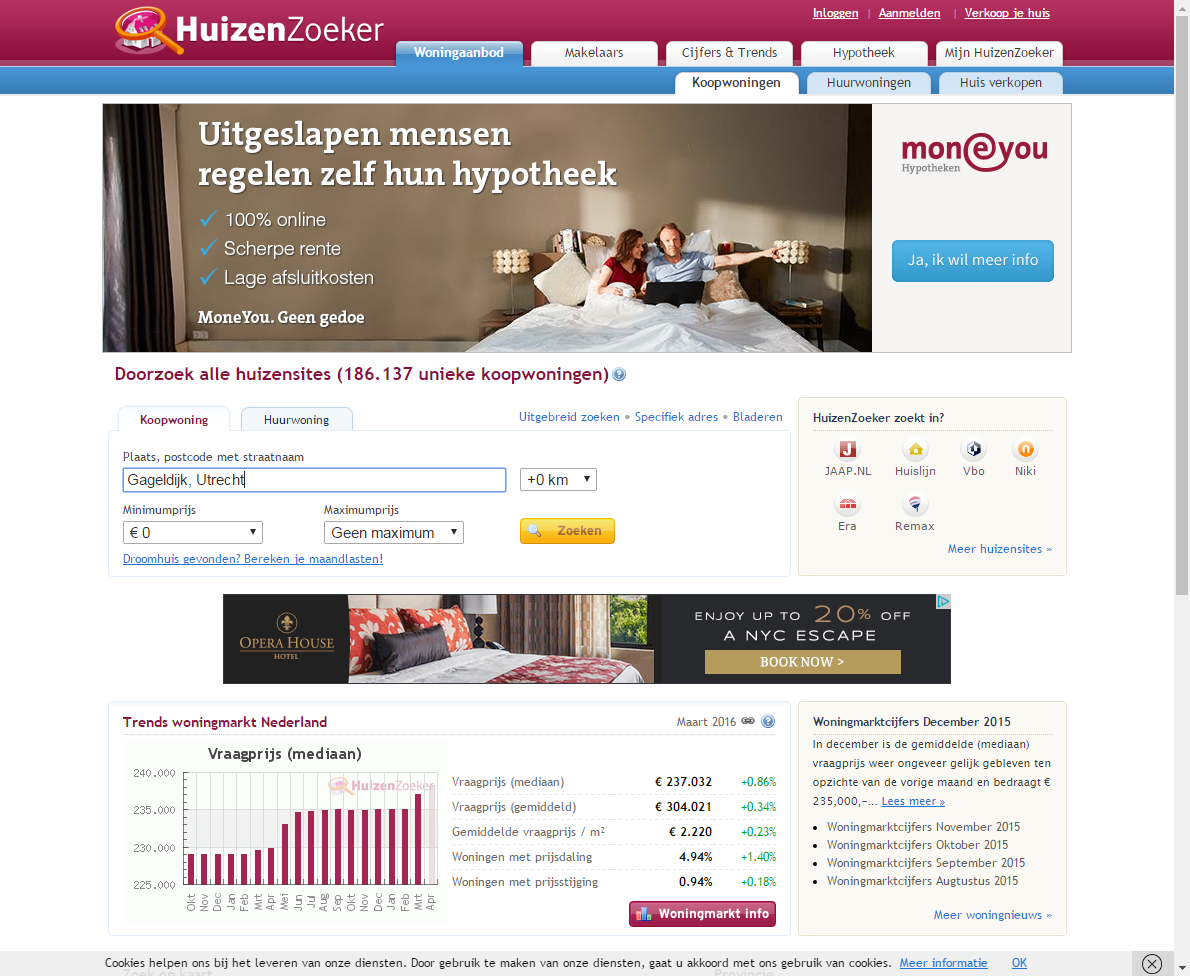 Inloggen | Aanmelden | Verkoop je huis
HuizenZoeker
Woningaanbod Makelaars Cijfers & Trends Hypotheek Mijn HuizenZoeker
Koopwoningen Huurwoningen Huis verkopen
Uitgeslapen mensen
regelen zelf hun hypotheek
100% online
Scherpe rente
Lage afsluitkosten
MoneYou. Geen gedoe
moneyou
Hypotheken
Ja, ik wil meer info
Doorzoek alle huizensites (186.137 unieke koopwoningen)
Koopwoning Huurwoning
Uitgebreid zoeken • Specifiek adres • Bladeren
Plaats, postcode met straatnaam
Gageldijk, Utrecht +0 km
Minimumprijs Maximumprijs
€ 0 Geen maximum Zoeken
Droomhuis gevonden? Bereken je maandlasten!
HuizenZoeker zoekt in?
JAAP.NL Huislijn Vbo Niki
Era Remax
Meer huizensites »
OPERA HOUSE
HOTEL
ENJOY UP TO 20% OFF
A NYC ESCAPE
BOOK NOW >
Trends woningmarkt Nederland Maart 2016
Vraagprijs (mediaan)
HuizenZoeker
240.000
235.000
230.000
225.000
Okt Nov Dec Jan Feb Mrt Apr Mei Jun Jul Aug Sep Okt Nov Dec Jan Feb Mrt Apr
Vraagprijs (mediaan) € 237.032 +0.86%
Vraagprijs (gemiddeld) € 304.021 +0.34%
Gemiddelde vraagprijs / m² € 2.220 +0.23%
Woningen met prijsdaling 4.94% +1.40%
Woningen met prijsstijging 0.94% +0.18%
Woningmarkt info
Woningmarktcijfers December 2015
In december is de gemiddelde (mediaan)
vraagprijs weer ongeveer gelijk gebleven ten
opzichte van de vorige maand en bedraagt €
235,000,-... Lees meer »
Woningmarktcijfers November 2015
Woningmarktcijfers Oktober 2015
Woningmarktcijfers September 2015
Woningmarktcijfers Augtustus 2015
Meer woningnieuws »
Cookies helpen ons bij het leveren van onze diensten. Door gebruik te maken van onze diensten, gaat u akkoord met ons gebruik van cookies. Meer informatie OK
Zoek op kaart Provincie